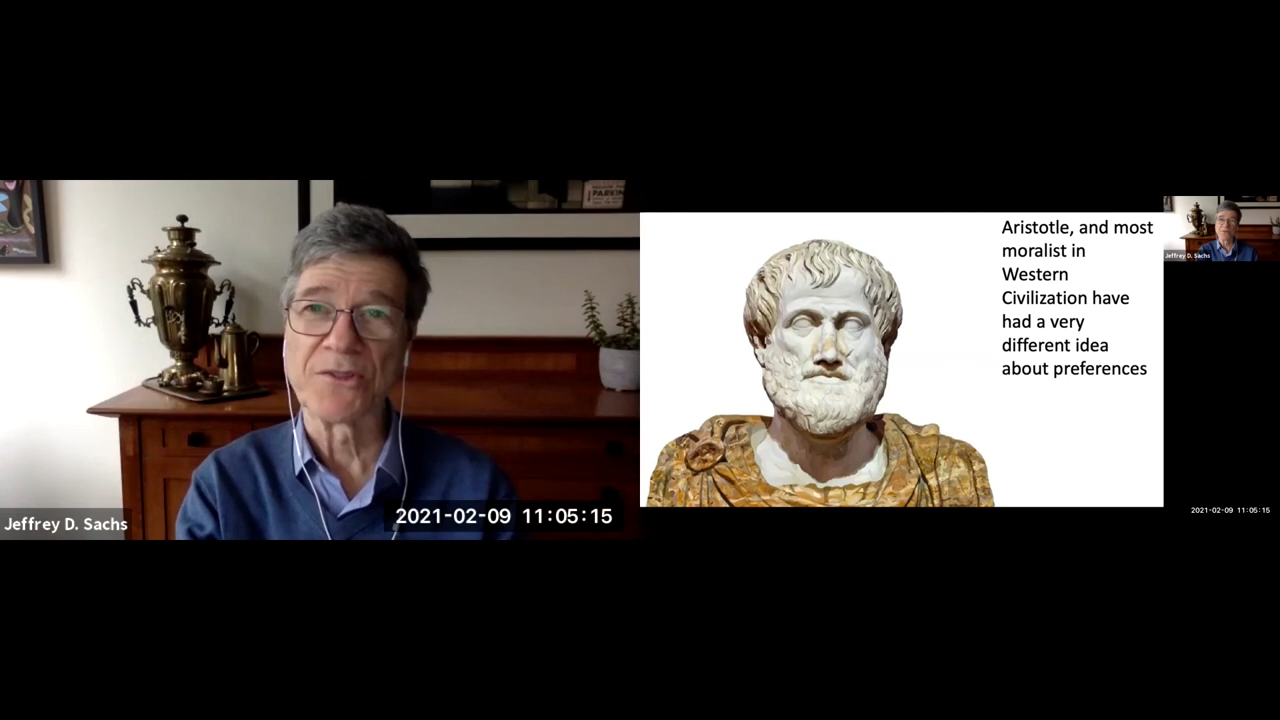 PARKIN
Jeffrey D. Sachs
2021-02-09 11:05:15
Aristotle, and most
moralist in
Western
Civilization have
had a very
different idea
about preferences
Jeffrey D. Sachs
2021-02-09 11:05:15